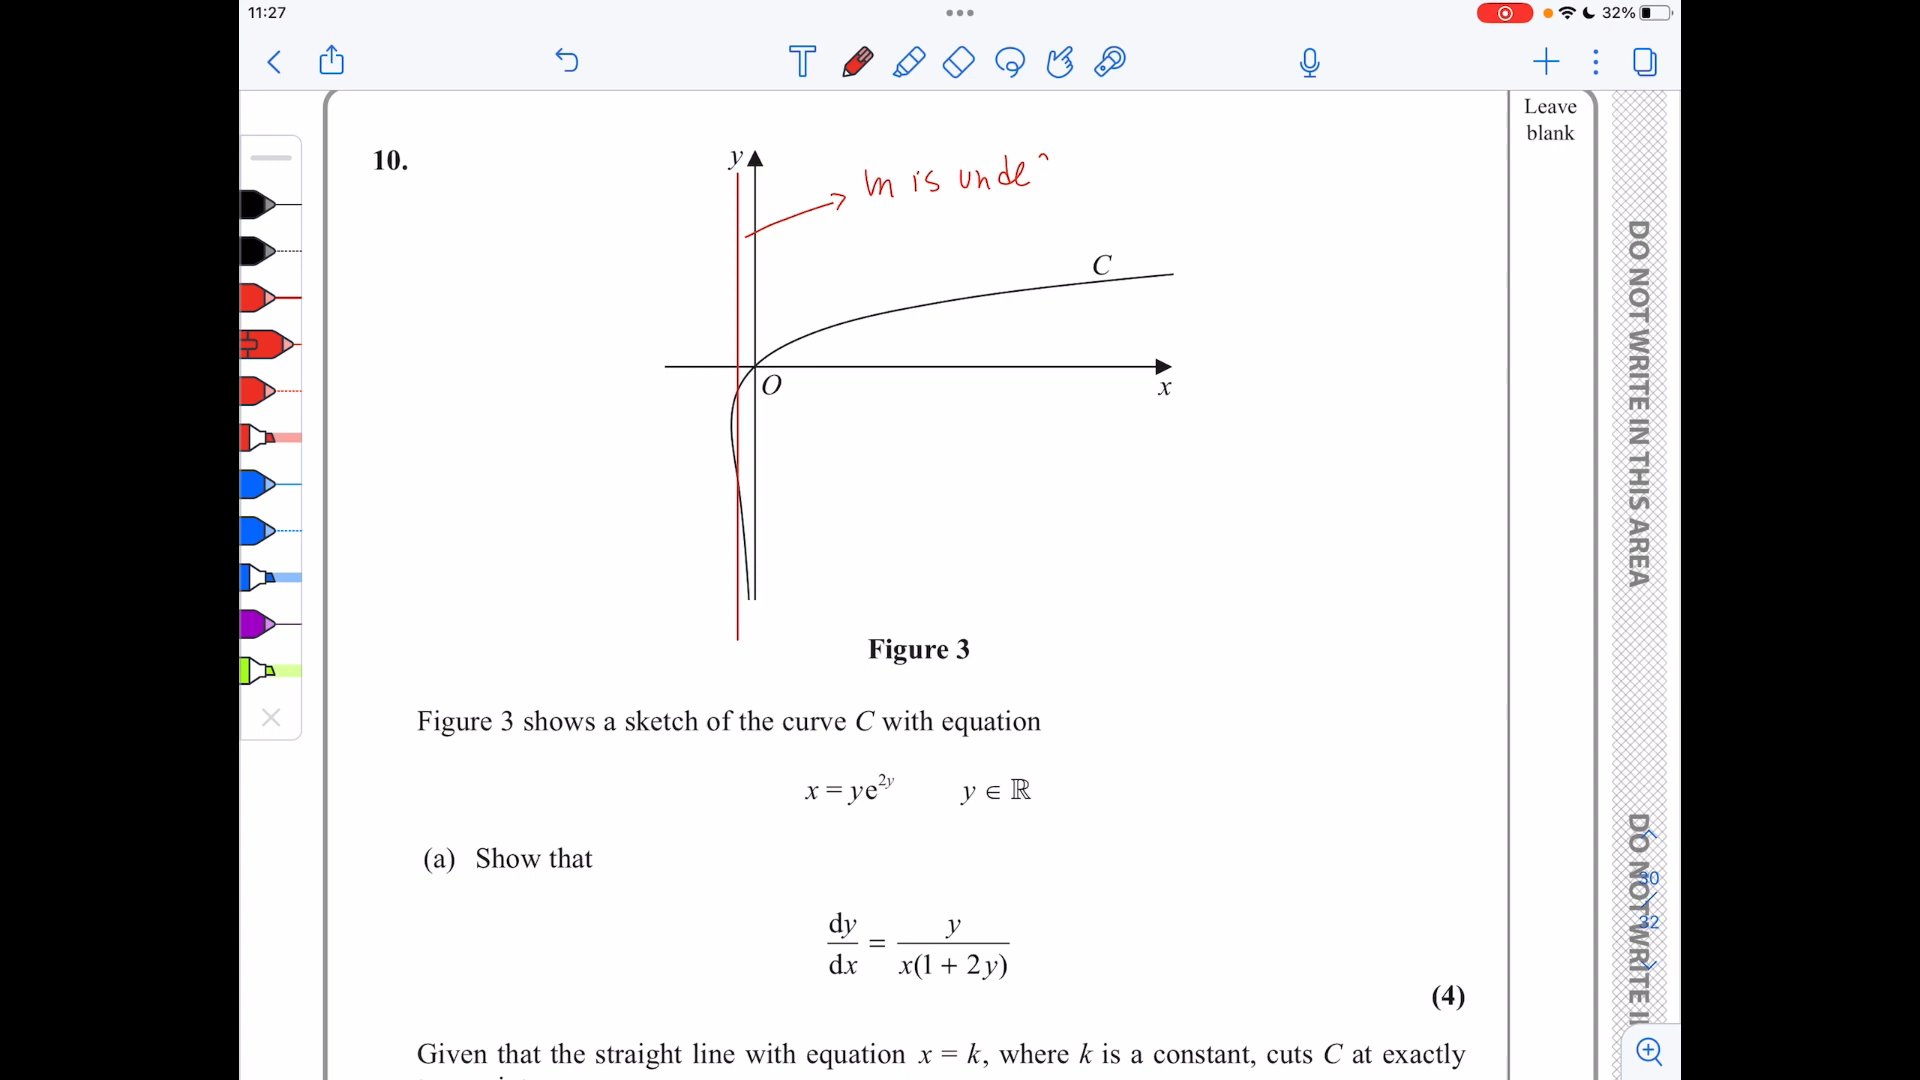 11:27
32%
Leave
blank
10.
y
m is unde
C
O
x
Figure 3
Figure 3 shows a sketch of the curve C with equation
x = ye^{2y} y ∈ ℝ
(a) Show that
dy/dx = y/(x(1 + 2y))
(4)
Given that the straight line with equation x = k, where k is a constant, cuts C at exactly
DO NOT WRITE IN THIS AREA
DO NOT WRITE I
30
32